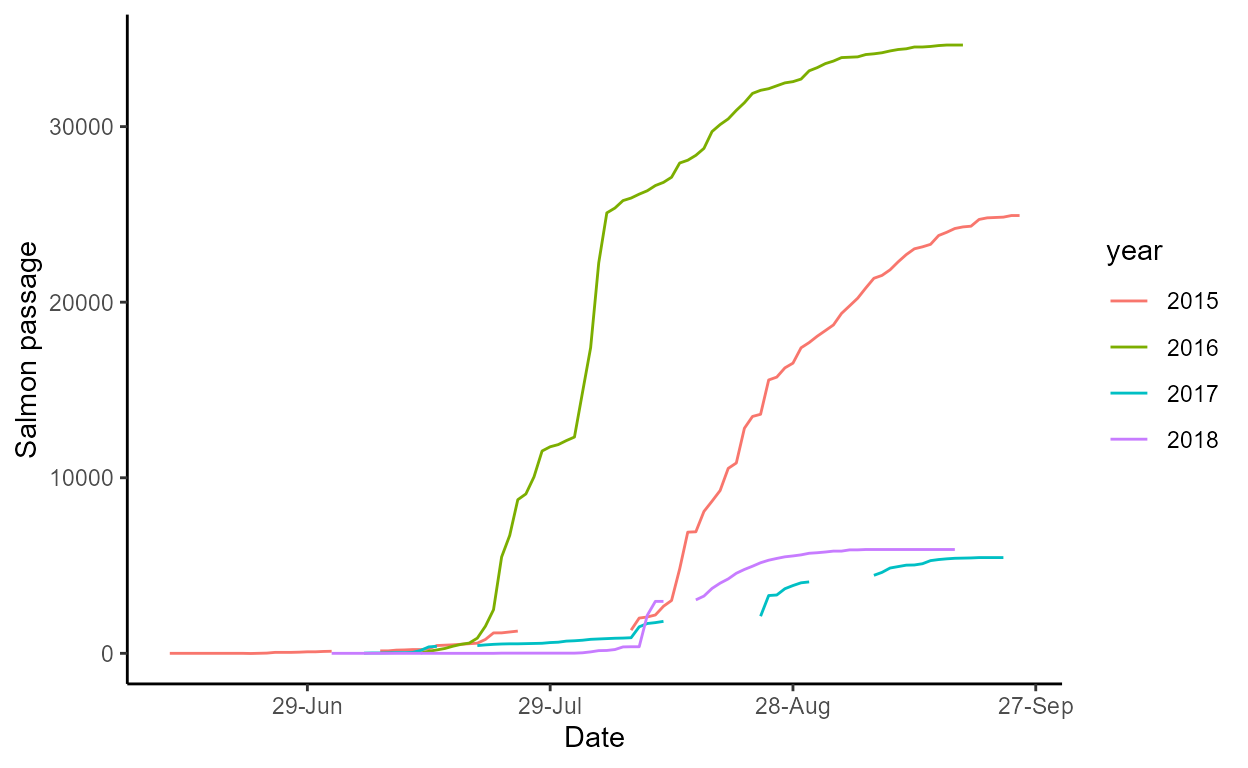 30000
20000
10000
0
Salmon passage
29-Jun
29-Jul
28-Aug
27-Sep
Date
year
2015
2016
2017
2018